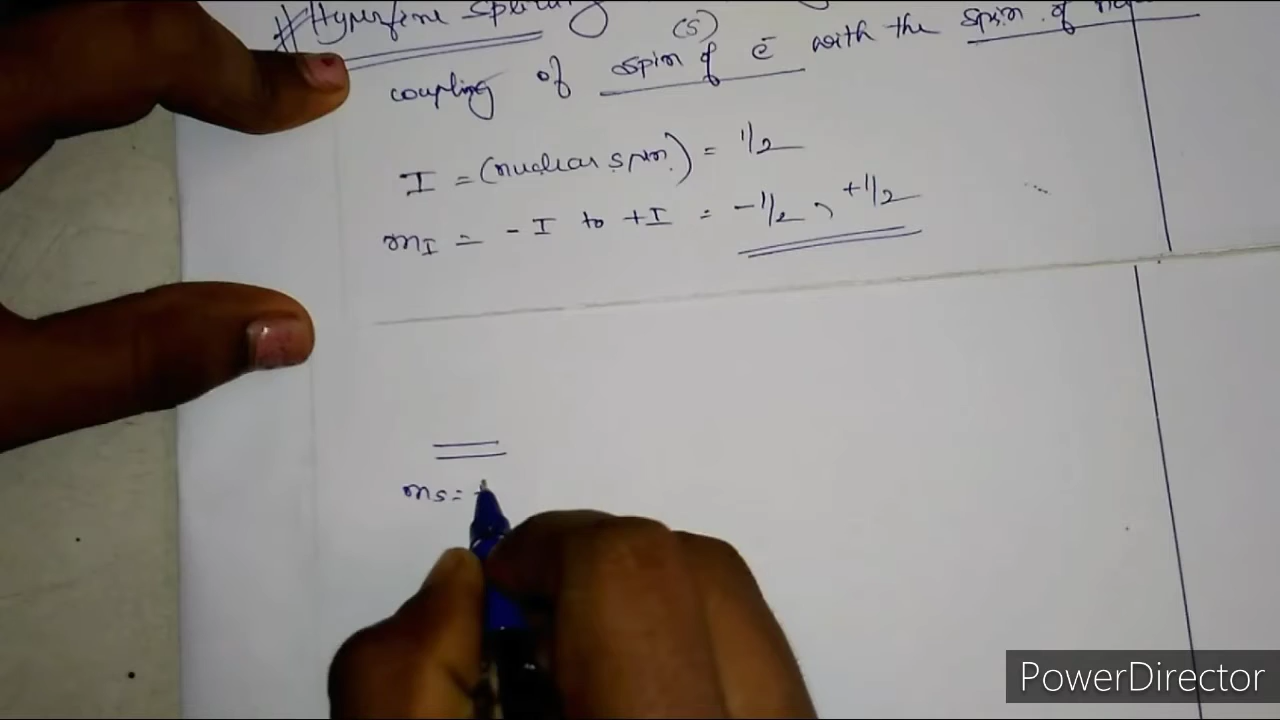 #Hyperfine Splitting
(s)
coupling of spin of e⁻ with the spin of
I = (nuclear spin) = 1/2
mI = - I to + I = -1/2, +1/2
ms =
PowerDirector